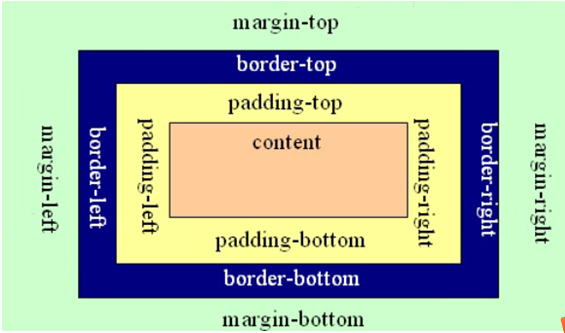 margin-top
border-top
padding-top
content
margin-left
border-left
padding-left
padding-right
border-right
margin-right
padding-bottom
border-bottom
margin-bottom